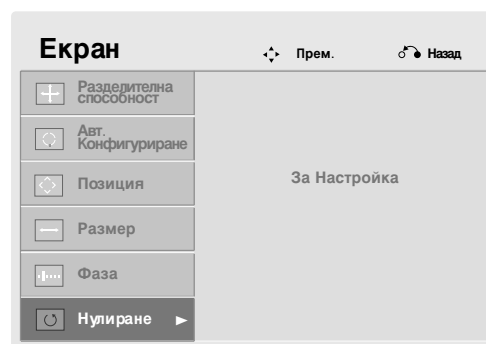 Екран
Прем. Назад
Разделителна
способност
Авт.
Конфигуриране
Позиция
Размер
Фаза
Нулиране
За Настройка